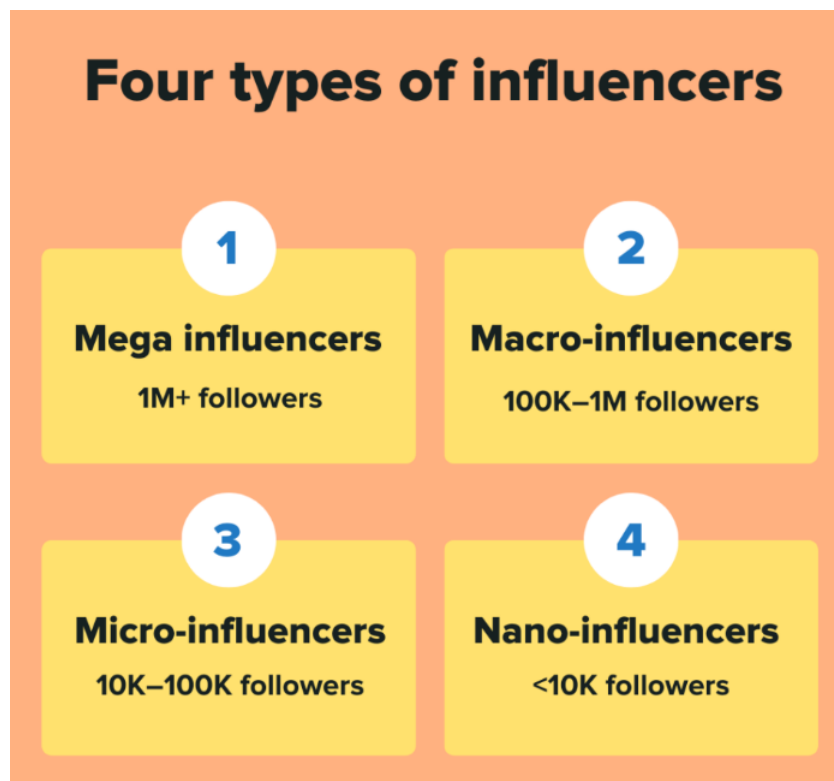 Four types of influencers
1
Mega influencers
1M+ followers
2
Macro-influencers
100K–1M followers
3
Micro-influencers
10K–100K followers
4
Nano-influencers
<10K followers